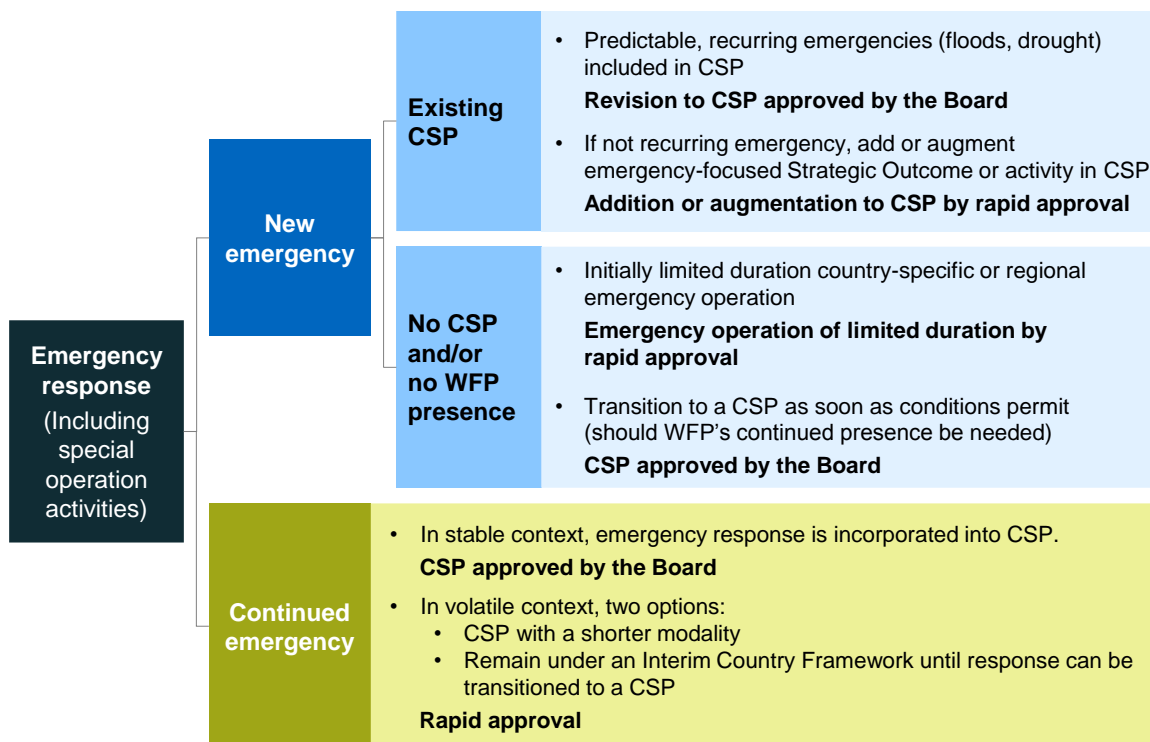 Emergency
response
(Including
special
operation
activities)
New
emergency
Existing
CSP
• Predictable, recurring emergencies (floods, drought)
included in CSP
Revision to CSP approved by the Board
• If not recurring emergency, add or augment
emergency-focused Strategic Outcome or activity in CSP
Addition or augmentation to CSP by rapid approval
No CSP
and/or
no WFP
presence
• Initially limited duration country-specific or regional
emergency operation
Emergency operation of limited duration by
rapid approval
• Transition to a CSP as soon as conditions permit
(should WFP's continued presence be needed)
CSP approved by the Board
Continued
emergency
• In stable context, emergency response is incorporated into CSP.
CSP approved by the Board
• In volatile context, two options:
• CSP with a shorter modality
• Remain under an Interim Country Framework until response can be
transitioned to a CSP
Rapid approval